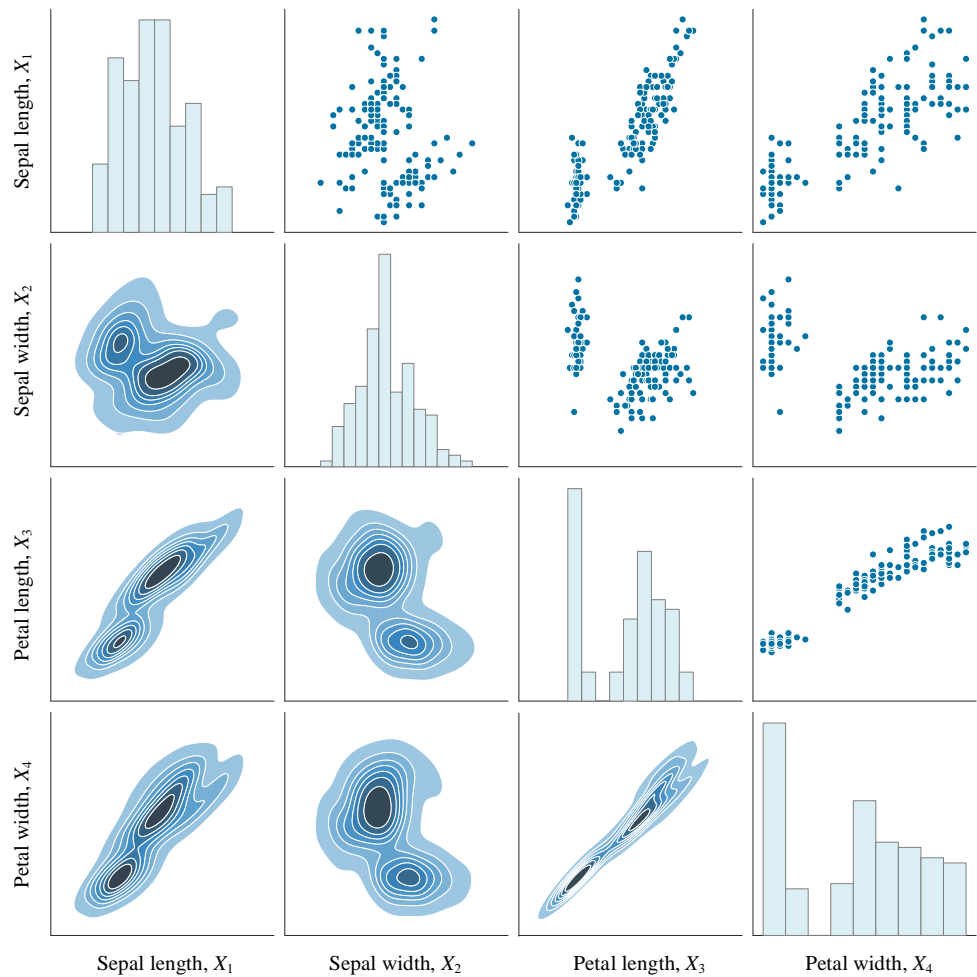 Sepal length, X1
Sepal width, X2
Petal length, X3
Petal width, X4
Sepal length, X1
Sepal width, X2
Petal length, X3
Petal width, X4